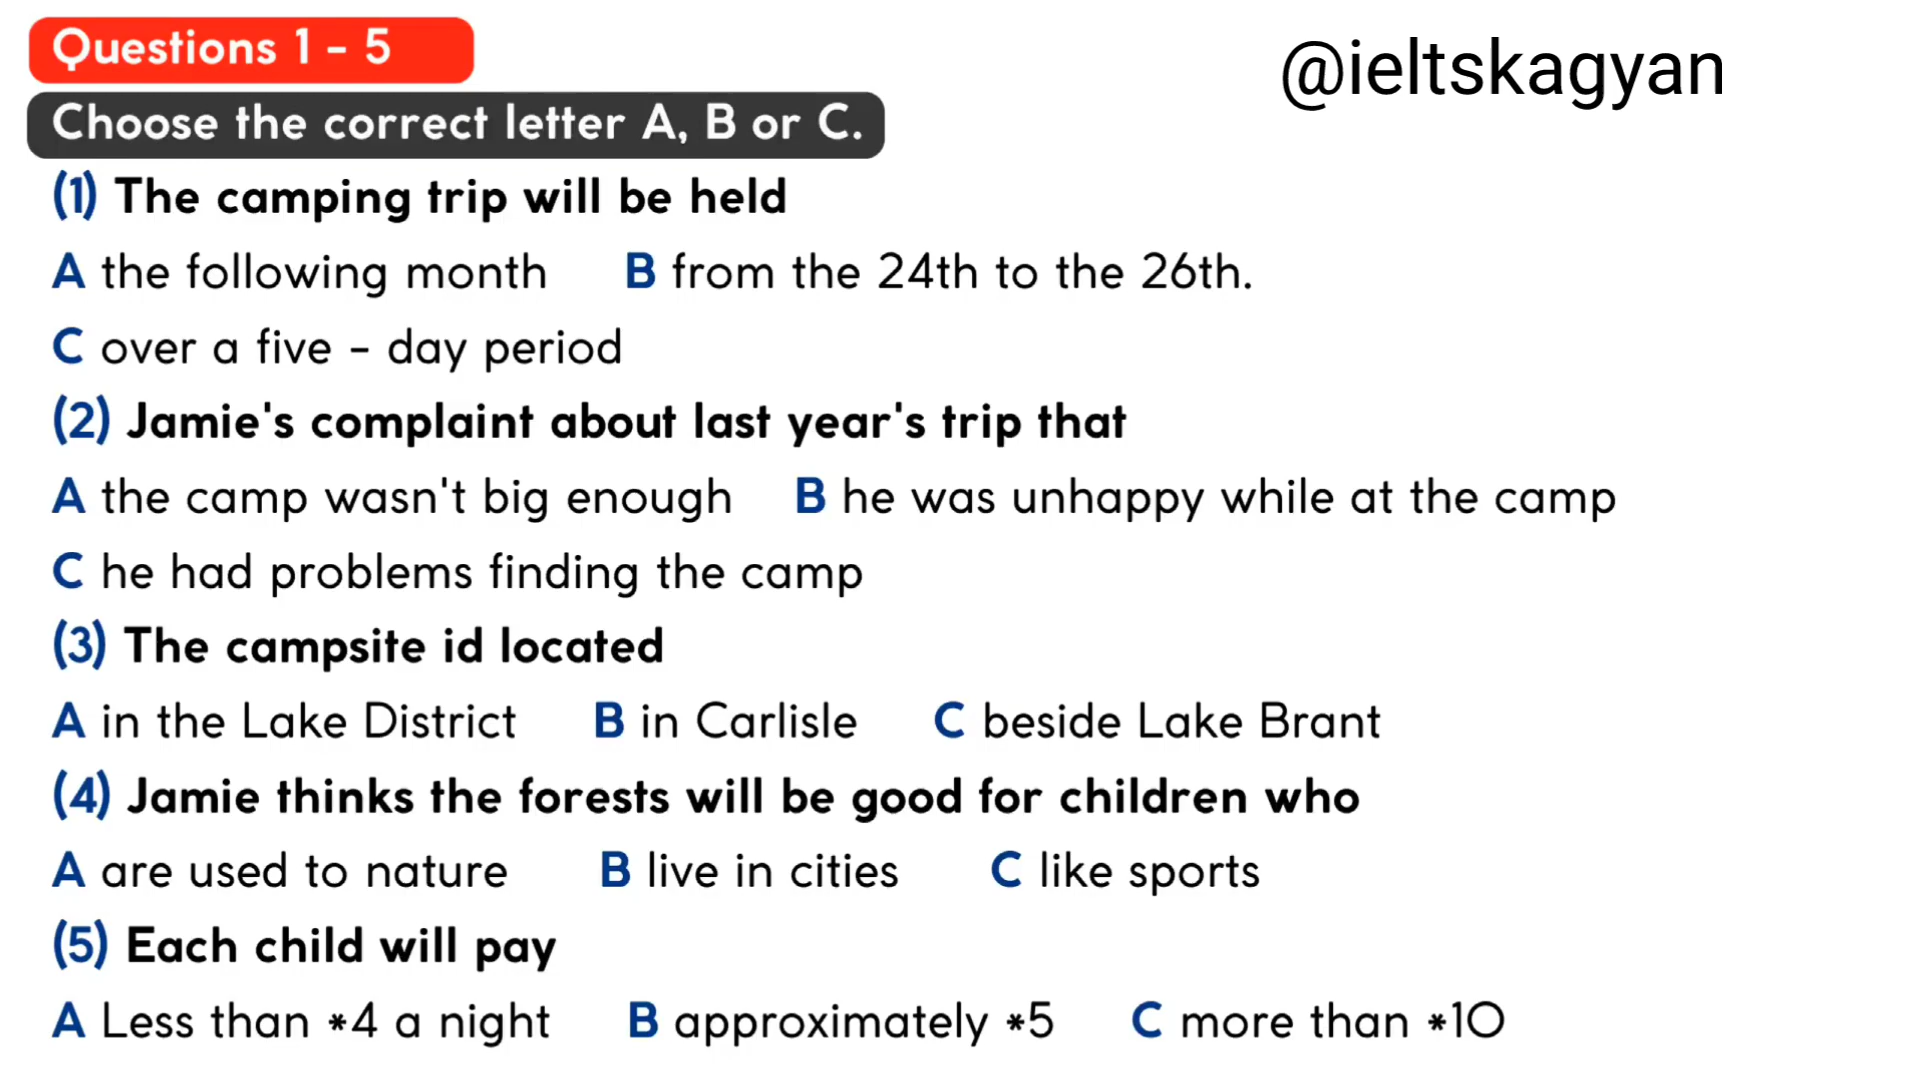 Questions 1 - 5
@ieltskagyan
Choose the correct letter A, B or C.
(1) The camping trip will be held
A the following month B from the 24th to the 26th.
C over a five - day period
(2) Jamie's complaint about last year's trip that
A the camp wasn't big enough B he was unhappy while at the camp
C he had problems finding the camp
(3) The campsite id located
A in the Lake District B in Carlisle C beside Lake Brant
(4) Jamie thinks the forests will be good for children who
A are used to nature B live in cities C like sports
(5) Each child will pay
A Less than *4 a night B approximately *5 C more than *10